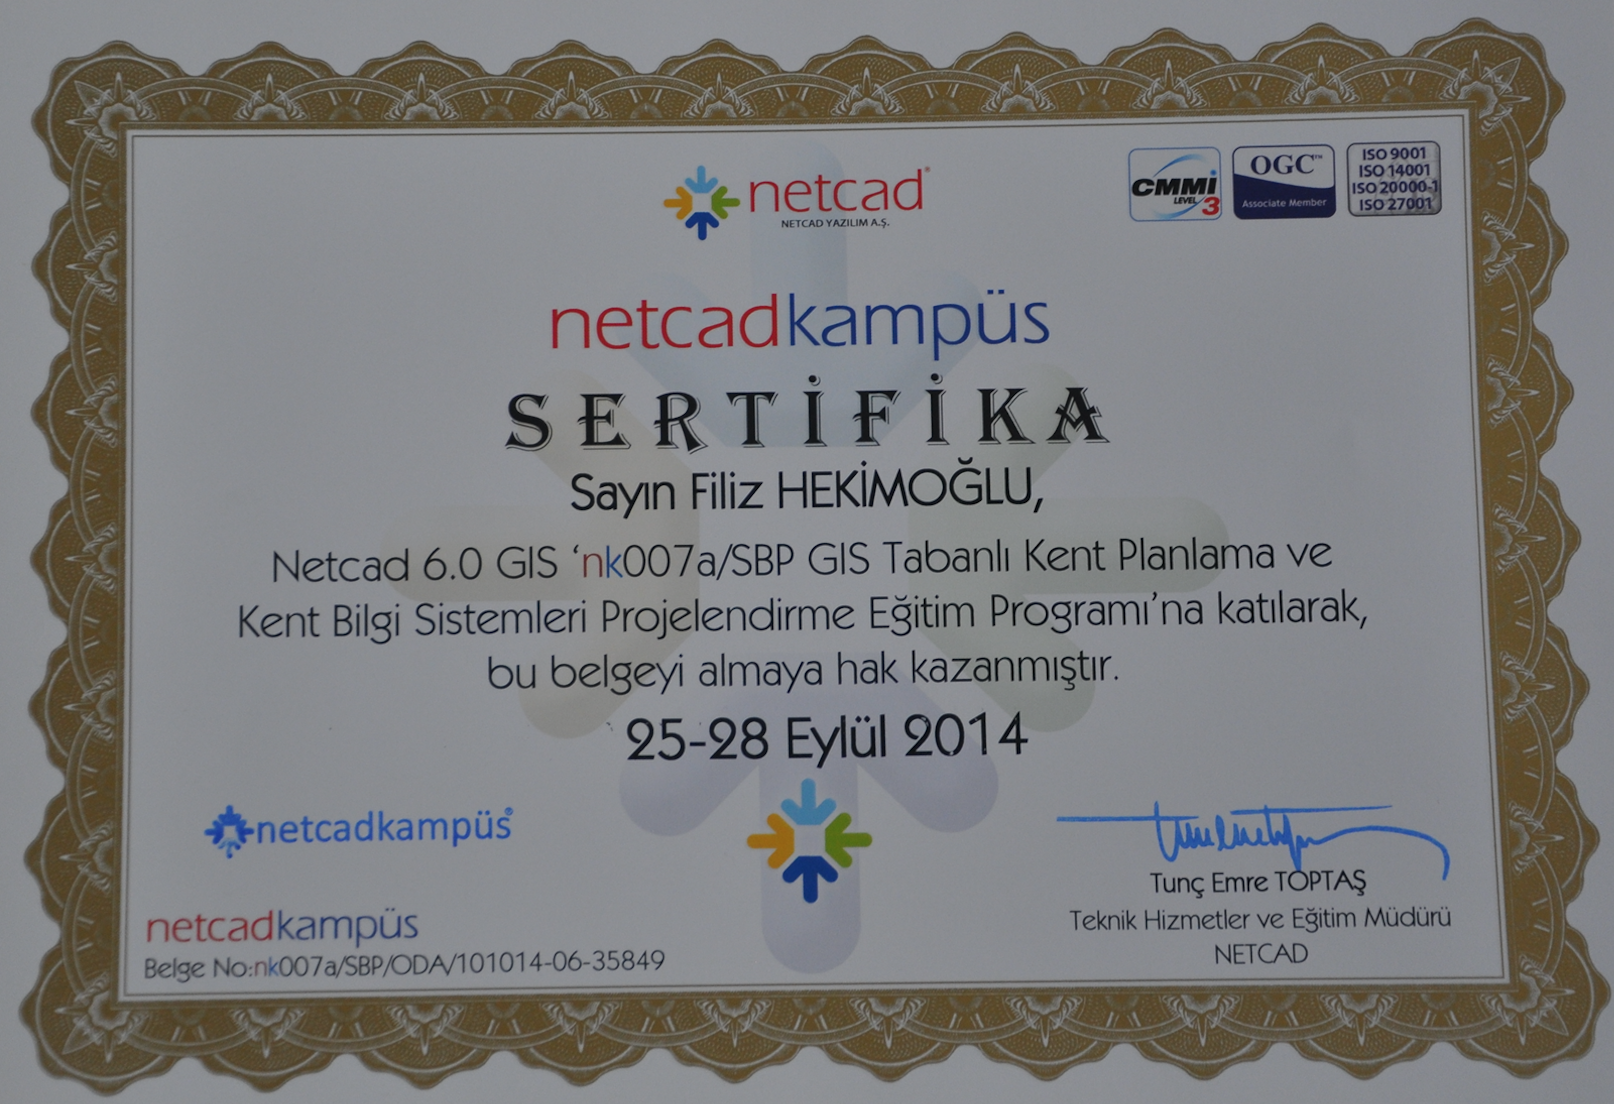 netcad®
NETCAD YAZILIM A.Ş.
CMMi
LEVEL 3
OGC™
Associate Member
ISO 9001
ISO 14001
ISO 20000-1
ISO 27001
netcadkampüs
SERTİFİKA
Sayın Filiz HEKİMOĞLU,
Netcad 6.0 GIS ‘nk007a/SBP GIS Tabanlı Kent Planlama ve
Kent Bilgi Sistemleri Projelendirme Eğitim Programı’na katılarak,
bu belgeyi almaya hak kazanmıştır.
25-28 Eylül 2014
netcadkampüs®
Tunç Emre TOPTAŞ
Teknik Hizmetler ve Eğitim Müdürü
NETCAD
netcadkampüs
Belge No:nk007a/SBP/ODA/101014-06-35849